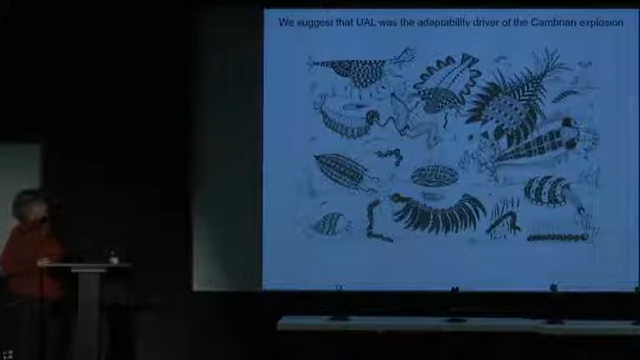 We suggest that UAL was the adaptability driver of the Cambrian explosion